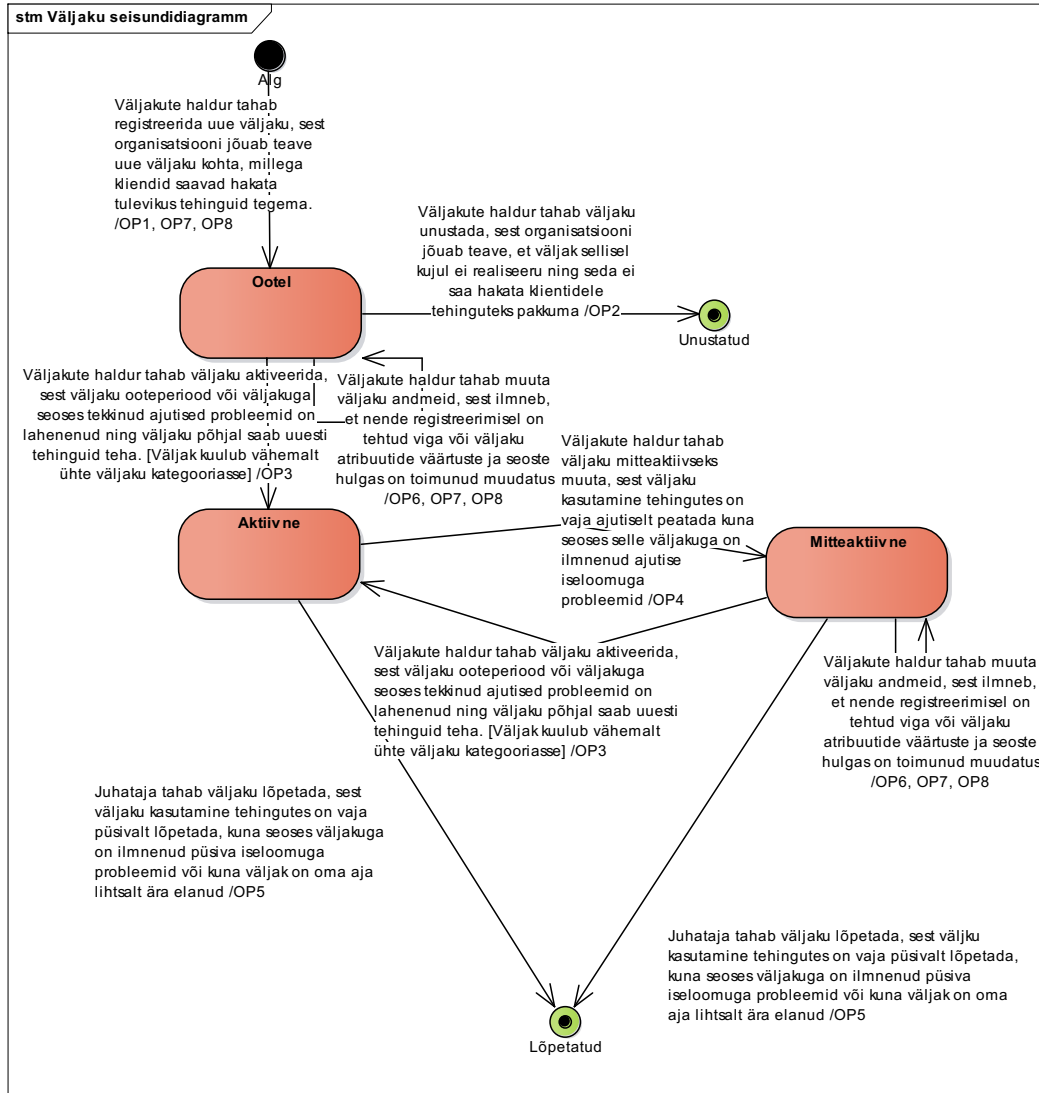 stm Väljaku seisundidiagramm
Alg
Väljakute haldur tahab
registreerida uue väljaku, sest
organisatsiooni jõuab teave
uue väljaku kohta, millega
kliendid saavad hakata
tulevikus tehinguid tegema.
/OP1, OP7, OP8
Väljakute haldur tahab väljaku
unustada, sest organisatsiooni
jõuab teave, et väljak sellisel
kujul ei realiseeru ning seda ei
saa hakata klientidele
tehinguteks pakkuma /OP2
Ootel
Unustatud
Väljakute haldur tahab väljaku aktiveerida,
sest väljaku ooteperiood või väljakuga
seoses tekkinud ajutised probleemid on
lahenenud ning väljaku põhjal saab uuesti
tehinguid teha. [Väljak kuulub vähemalt
ühte väljaku kategooriasse] /OP3
Väljakute haldur tahab muuta
väljaku andmeid, sest ilmneb,
et nende registreerimisel on
tehtud viga või väljaku
atribuutide väärtuste ja seoste
hulgas on toimunud muudatus
/OP6, OP7, OP8
Väljakute haldur tahab
väljaku mitteaktiivseks
muuta, sest väljaku
kasutamine tehingutes on
vaja ajutiselt peatada kuna
seoses selle väljakuga on
ilmnenud ajutise
iseloomuga
probleemid /OP4
Aktiivne
Mitteaktiivne
Väljakute haldur tahab väljaku aktiveerida,
sest väljaku ooteperiood või väljakuga
seoses tekkinud ajutised probleemid on
lahenenud ning väljaku põhjal saab uuesti
tehinguid teha. [Väljak kuulub vähemalt
ühte väljaku kategooriasse] /OP3
Väljakute haldur tahab muuta
väljaku andmeid, sest ilmneb,
et nende registreerimisel on
tehtud viga või väljaku
atribuutide väärtuste ja seoste
hulgas on toimunud muudatus
/OP6, OP7, OP8
Juhataja tahab väljaku lõpetada, sest
väljaku kasutamine tehingutes on vaja
püsivalt lõpetada, kuna seoses väljakuga
on ilmnenud püsiva iseloomuga
probleemid või kuna väljak on oma aja
lihtsalt ära elanud /OP5
Juhataja tahab väljaku lõpetada, sest väljku
kasutamine tehingutes on vaja püsivalt lõpetada,
kuna seoses väljakuga on ilmnenud püsiva
iseloomuga probleemid või kuna väljak on oma
aja lihtsalt ära elanud /OP5
Lõpetatud